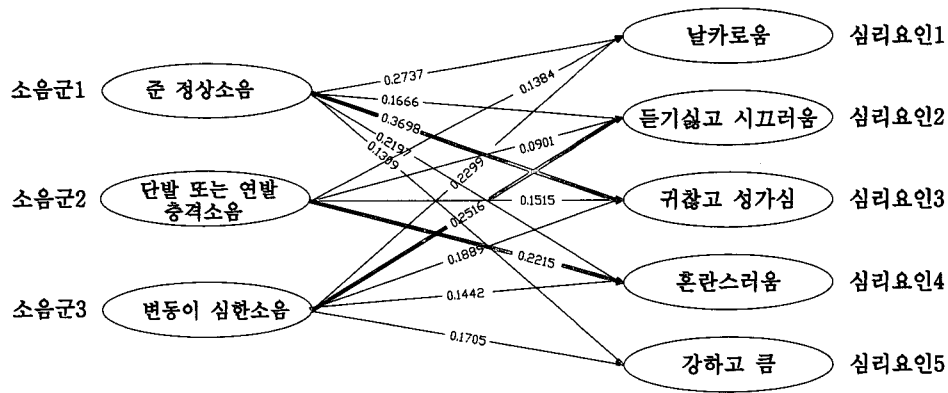 날카로움 심리요인1
소음군1 준 정상소음
0.2737
0.1384
0.1666
듣기싫고 시끄러움 심리요인2
0.3698
0.2197
0.0901
0.2299
소음군2 단발 또는 연발
충격소음
0.1515
귀찮고 성가심 심리요인3
0.2516
0.1889
0.2215
혼란스러움 심리요인4
소음군3 변동이 심한소음
0.1442
0.1705
강하고 큼 심리요인5